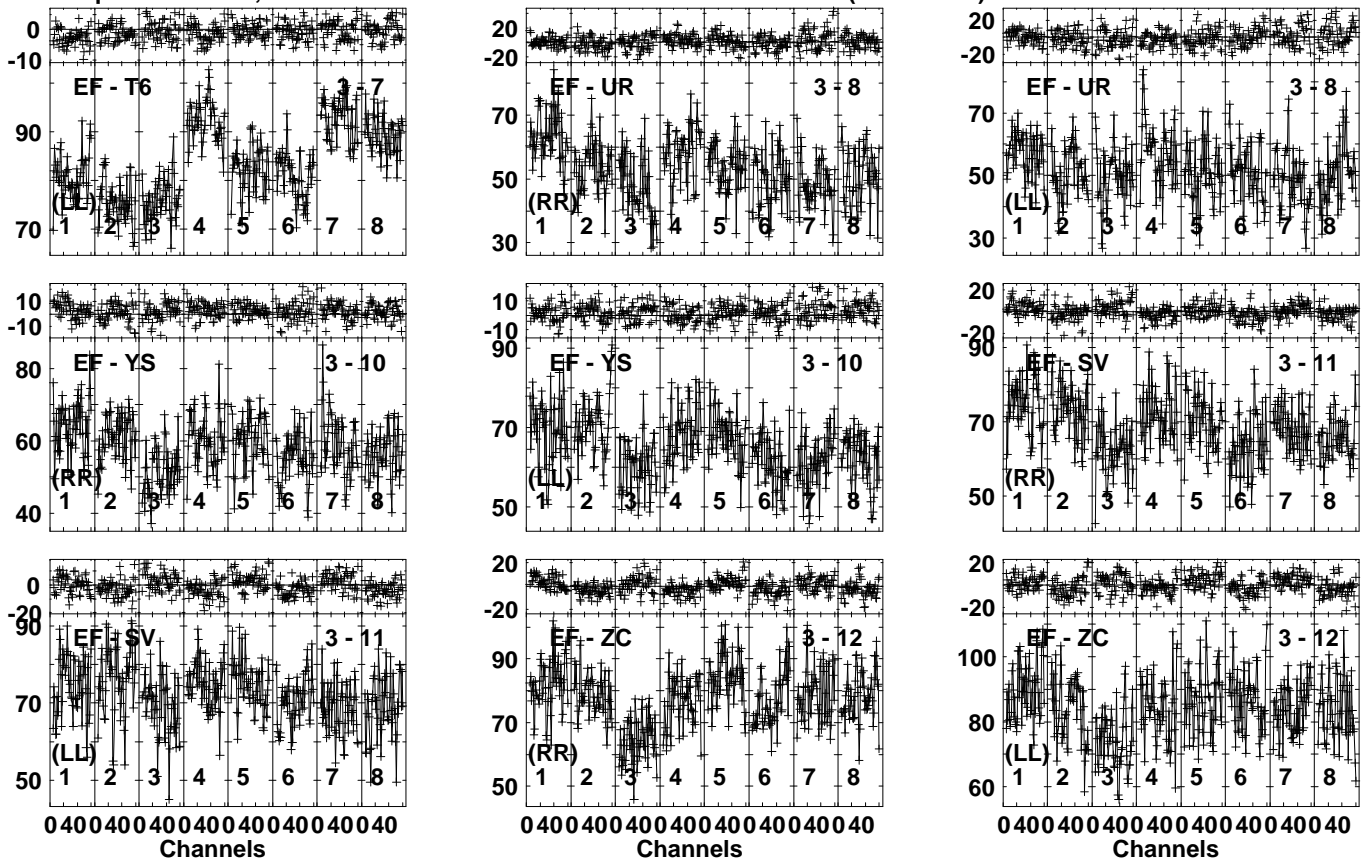 0 20 20
-10 -20 -20
EF - T6 3 - 7 EF - UR 3 - 8 EF - UR 3 - 8
90 70 70
50 50
(LL) (RR) (LL)
70 1 2 3 4 5 6 7 8 30 1 2 3 4 5 6 7 8 30 1 2 3 4 5 6 7 8
10 10 20
-10 -10 -20
EF - YS 3 - 10 90 EF - YS 3 - 10 90 EF - SV 3 - 11
80
60 70 70
(RR) (LL) (RR)
40 1 2 3 4 5 6 7 8 50 1 2 3 4 5 6 7 8 50 1 2 3 4 5 6 7 8
0 20 20
-20 -20 -20
90 EF - SV 3 - 11 90 EF - ZC 3 - 12 100 EF - ZC 3 - 12
70 70 80
(LL) (RR) (LL)
50 1 2 3 4 5 6 7 8 50 1 2 3 4 5 6 7 8 60 1 2 3 4 5 6 7 8
0 40 0 40 0 40 0 40 0 40 0 40 0 40 0 40 0 40 0 40 0 40 0 40 0 40 0 40 0 40 0 40 0 40 0 40 0 40 0 40 0 40 0 40 0 40 0 40
Channels Channels Channels